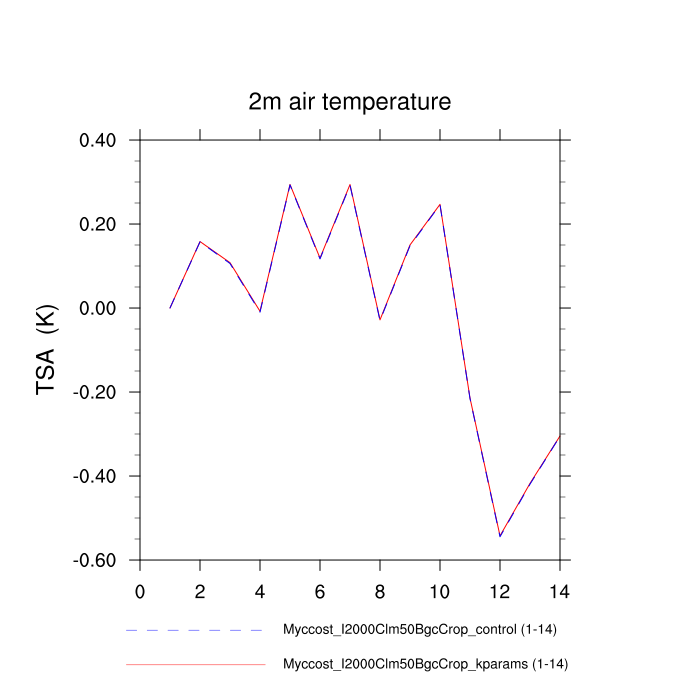 2m air temperature
0.40
0.20
0.00
-0.20
-0.40
-0.60
TSA (K)
0 2 4 6 8 10 12 14
Myccost_I2000Clm50BgcCrop_control (1-14)
Myccost_I2000Clm50BgcCrop_kparams (1-14)